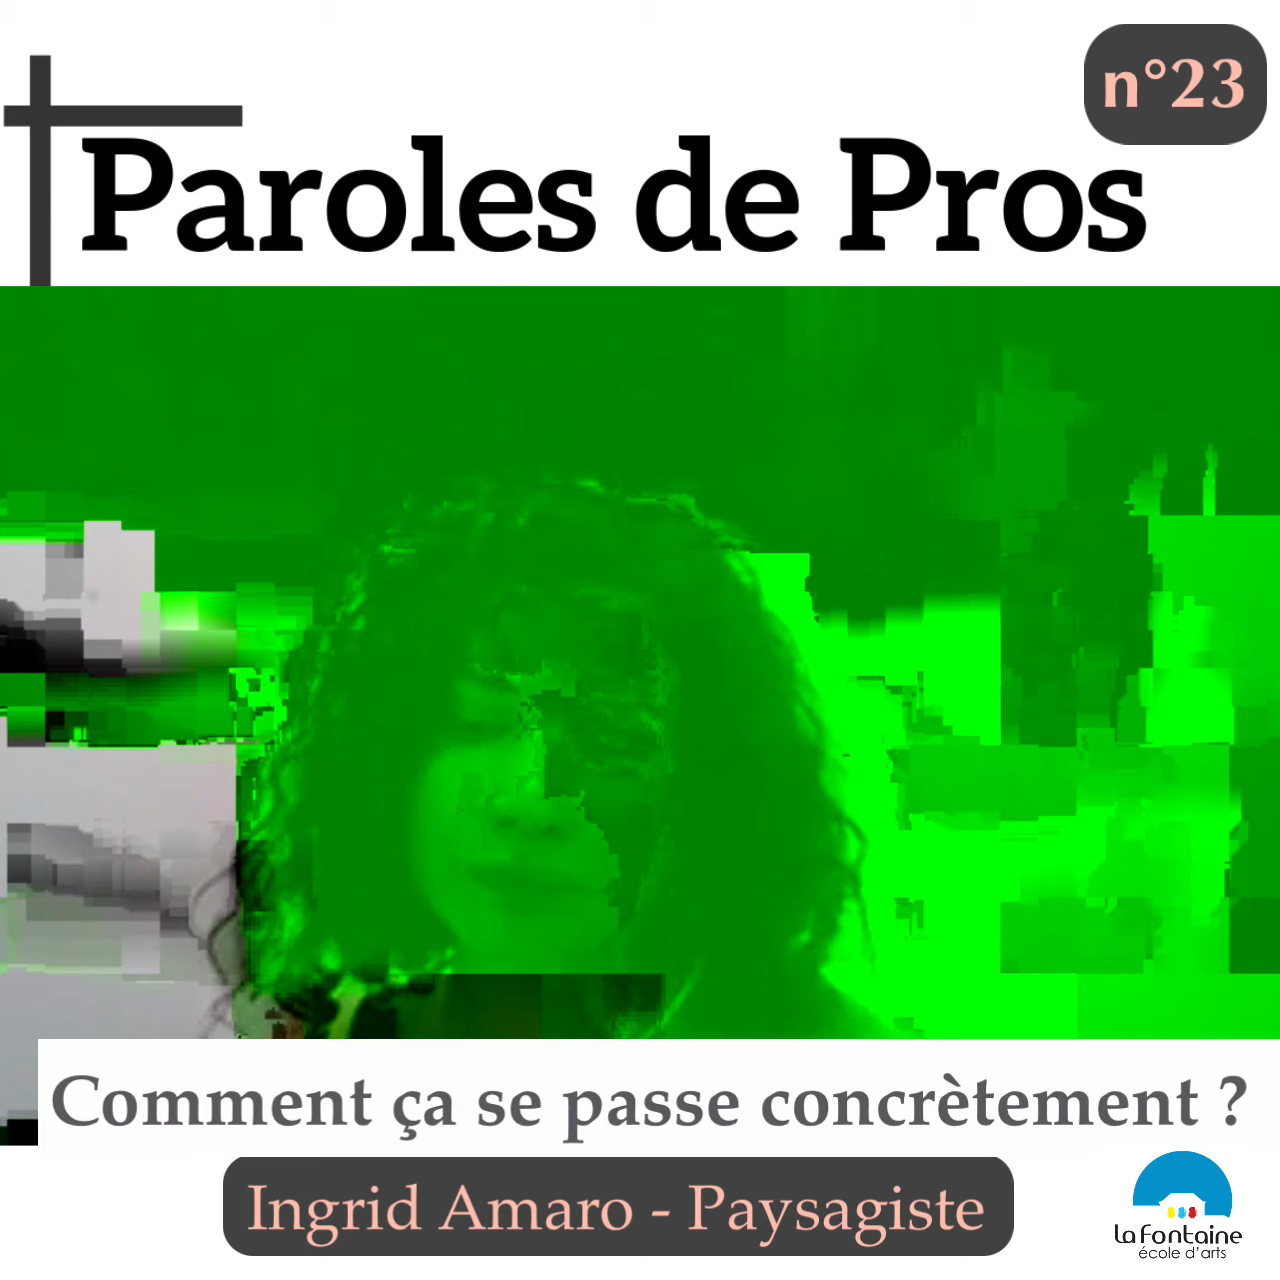 n°23
Paroles de Pros
Comment ça se passe concrètement ?
Ingrid Amaro - Paysagiste
la Fontaine
école d'arts